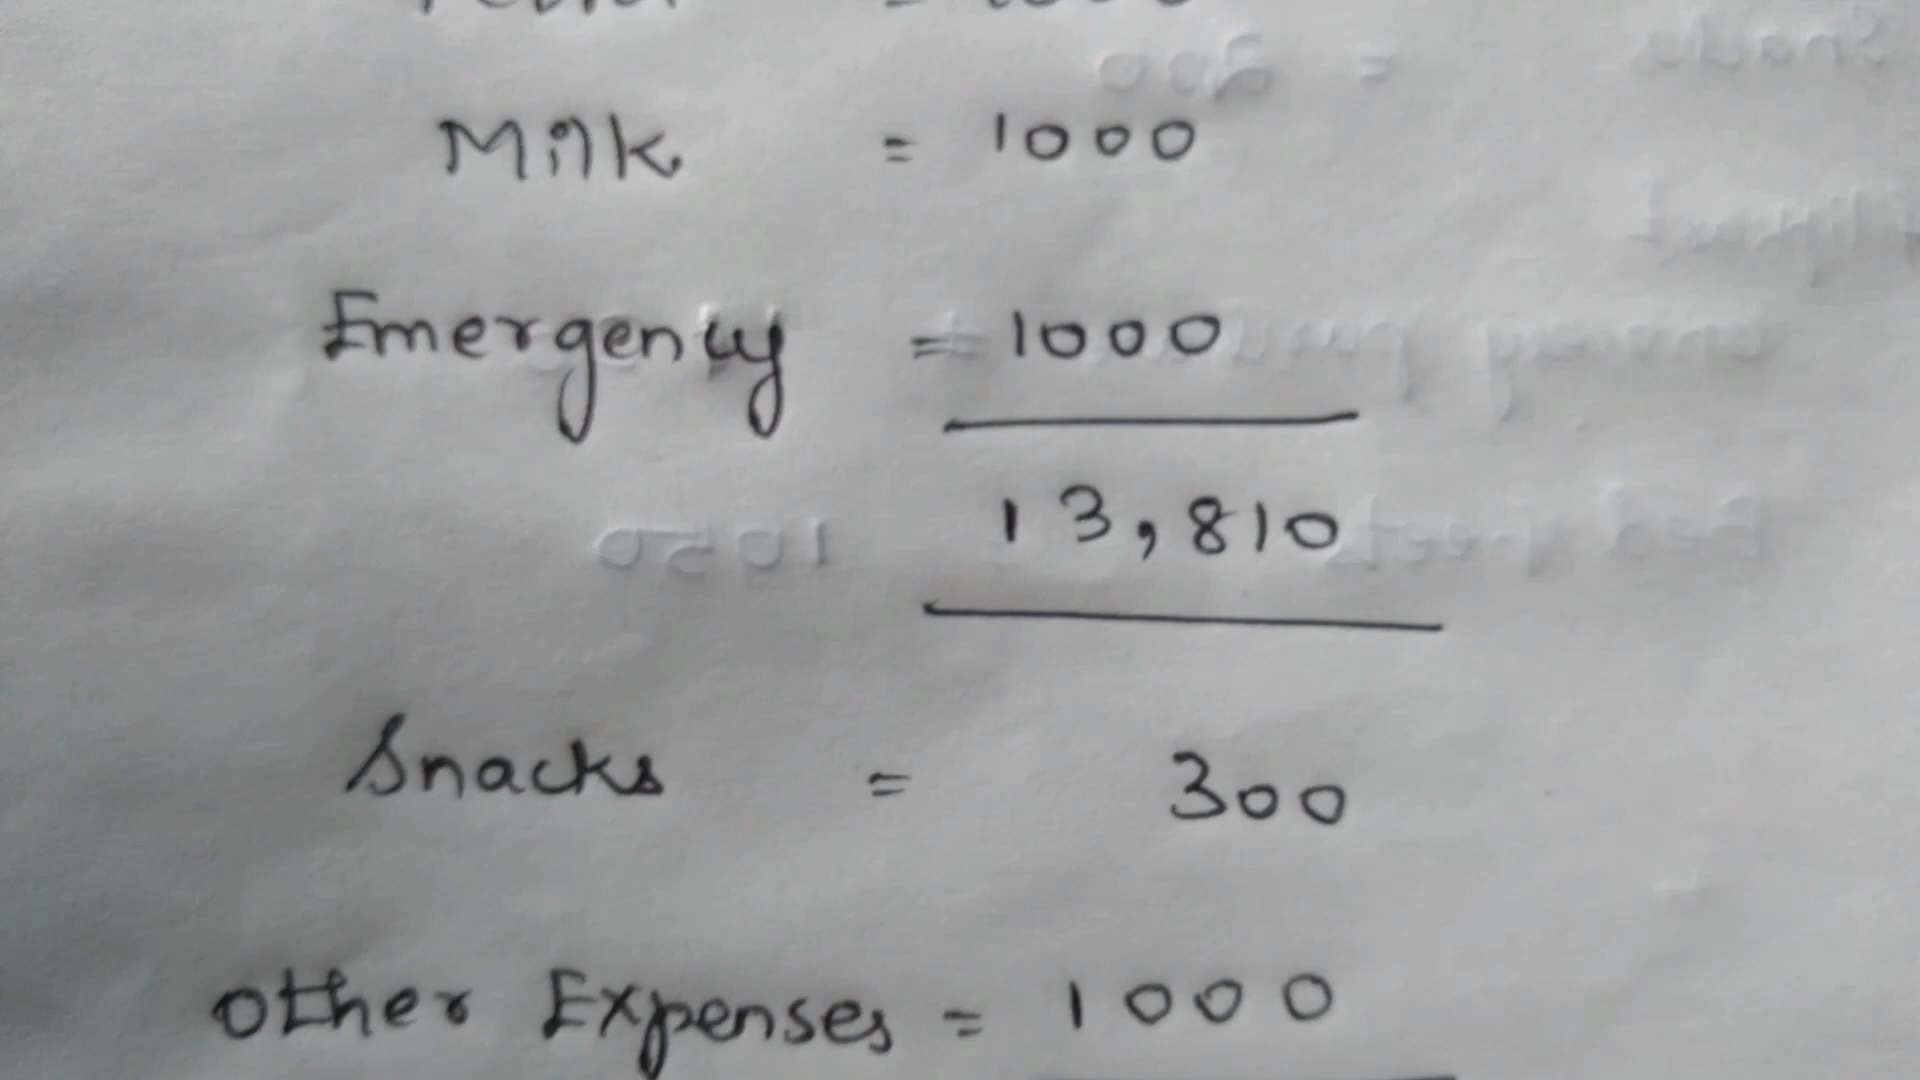 Milk = 1000
Emergency = 1000
13,810
Snacks = 300
Other Expenses = 1000